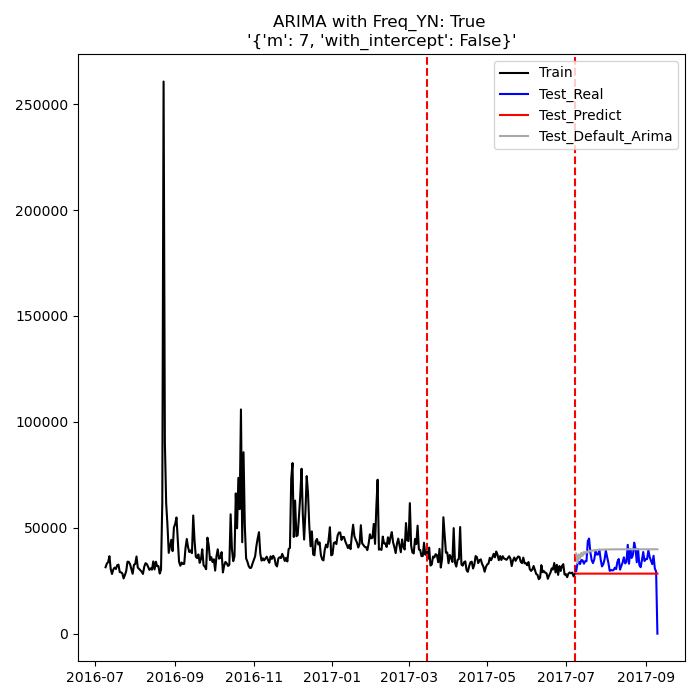 ARIMA with Freq_YN: True
'{'m': 7, 'with_intercept': False}'
Train
Test_Real
Test_Predict
Test_Default_Arima
250000
200000
150000
100000
50000
0
2016-07 2016-09 2016-11 2017-01 2017-03 2017-05 2017-07 2017-09